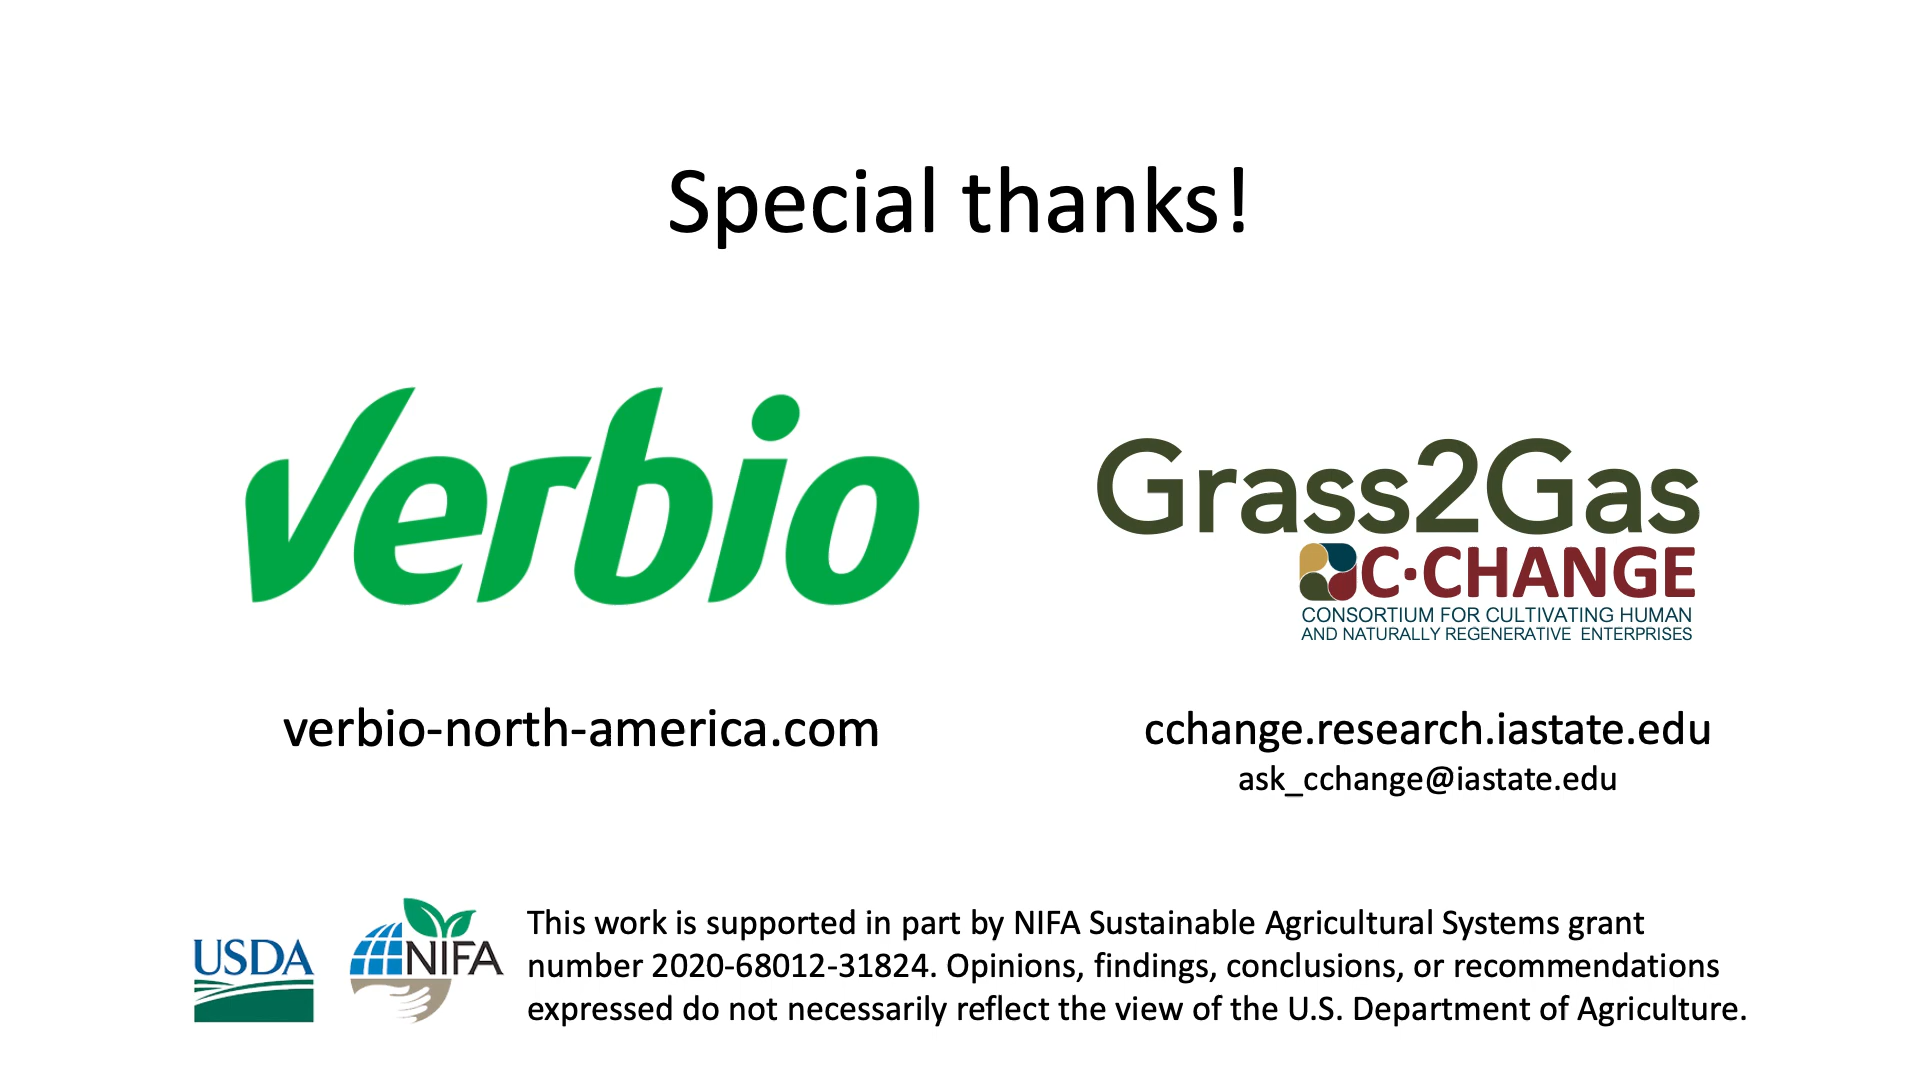 Special thanks!
verbio
Grass2Gas
C·CHANGE
CONSORTIUM FOR CULTIVATING HUMAN
AND NATURALLY REGENERATIVE ENTERPRISES
verbio-north-america.com
cchange.research.iastate.edu
ask_cchange@iastate.edu
USDA
NIFA
This work is supported in part by NIFA Sustainable Agricultural Systems grant
number 2020-68012-31824. Opinions, findings, conclusions, or recommendations
expressed do not necessarily reflect the view of the U.S. Department of Agriculture.